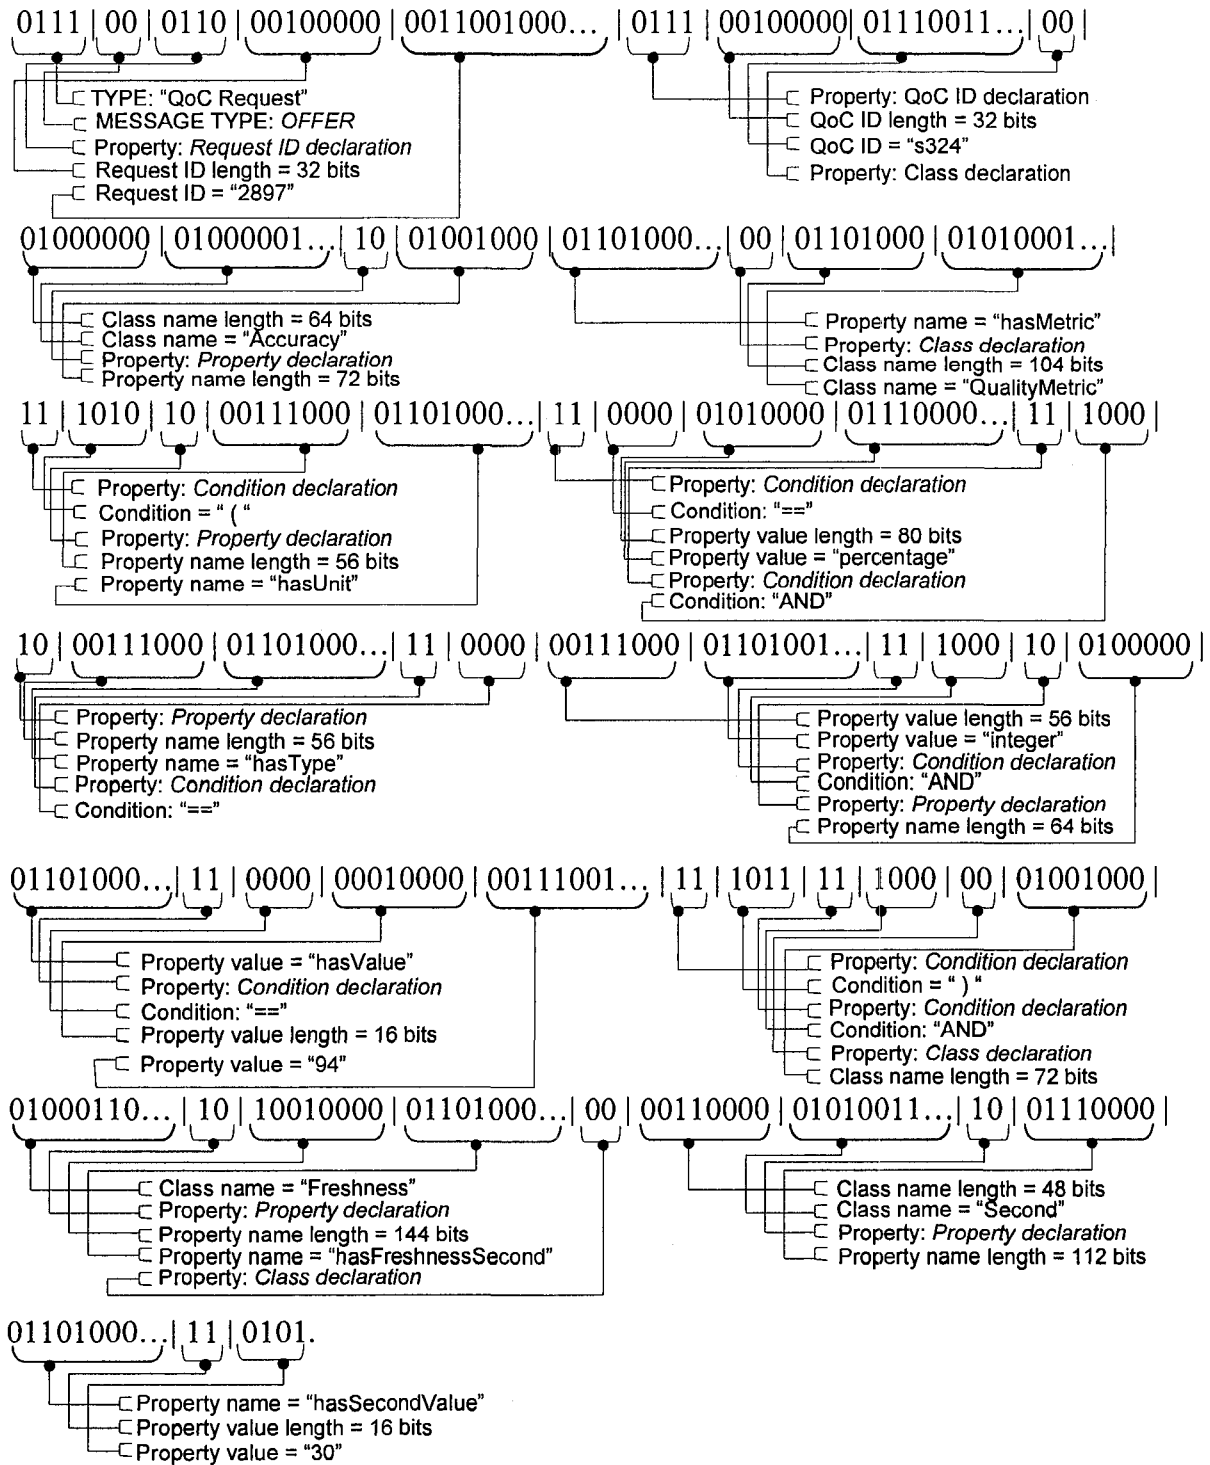 0111 | 00 | 0110 | 00100000 | 0011001000... | 0111 | 00100000 | 01110011... | 00 |
TYPE: “QoC Request”
MESSAGE TYPE: OFFER
Property: Request ID declaration
Request ID length = 32 bits
Request ID = “2897”
Property: QoC ID declaration
QoC ID length = 32 bits
QoC ID = “s324”
Property: Class declaration
01000000 | 01000001... | 10 | 01001000 | 01101000... | 00 | 01101000 | 01010001... |
Class name length = 64 bits
Class name = “Accuracy”
Property: Property declaration
Property name length = 72 bits
Property name = “hasMetric”
Property: Class declaration
Class name length = 104 bits
Class name = “QualityMetric”
11 | 1010 | 10 | 00111000 | 01101000... | 11 | 0000 | 01010000 | 01110000... | 11 | 1000 |
Property: Condition declaration
Condition = “ ( “
Property: Property declaration
Property name length = 56 bits
Property name = “hasUnit”
Property: Condition declaration
Condition: “==”
Property value length = 80 bits
Property value = “percentage”
Property: Condition declaration
Condition: “AND”
10 | 00111000 | 01101000... | 11 | 0000 | 00111000 | 01101001... | 11 | 1000 | 10 | 0100000 |
Property: Property declaration
Property name length = 56 bits
Property name = “hasType”
Property: Condition declaration
Condition: “==”
Property value length = 56 bits
Property value = “integer”
Property: Condition declaration
Condition: “AND”
Property: Property declaration
Property name length = 64 bits
01101000... | 11 | 0000 | 00010000 | 00111001... | 11 | 1011 | 11 | 1000 | 00 | 01001000 |
Property value = “hasValue”
Property: Condition declaration
Condition: “==”
Property value length = 16 bits
Property value = “94”
Property: Condition declaration
Condition = “ ) “
Property: Condition declaration
Condition: “AND”
Property: Class declaration
Class name length = 72 bits
01000110... | 10 | 10010000 | 01101000... | 00 | 00110000 | 01010011... | 10 | 01110000 |
Class name = “Freshness”
Property: Property declaration
Property name length = 144 bits
Property name = “hasFreshnessSecond”
Property: Class declaration
Class name length = 48 bits
Class name = “Second”
Property: Property declaration
Property name length = 112 bits
01101000... | 11 | 0101.
Property name = “hasSecondValue”
Property value length = 16 bits
Property value = “30”